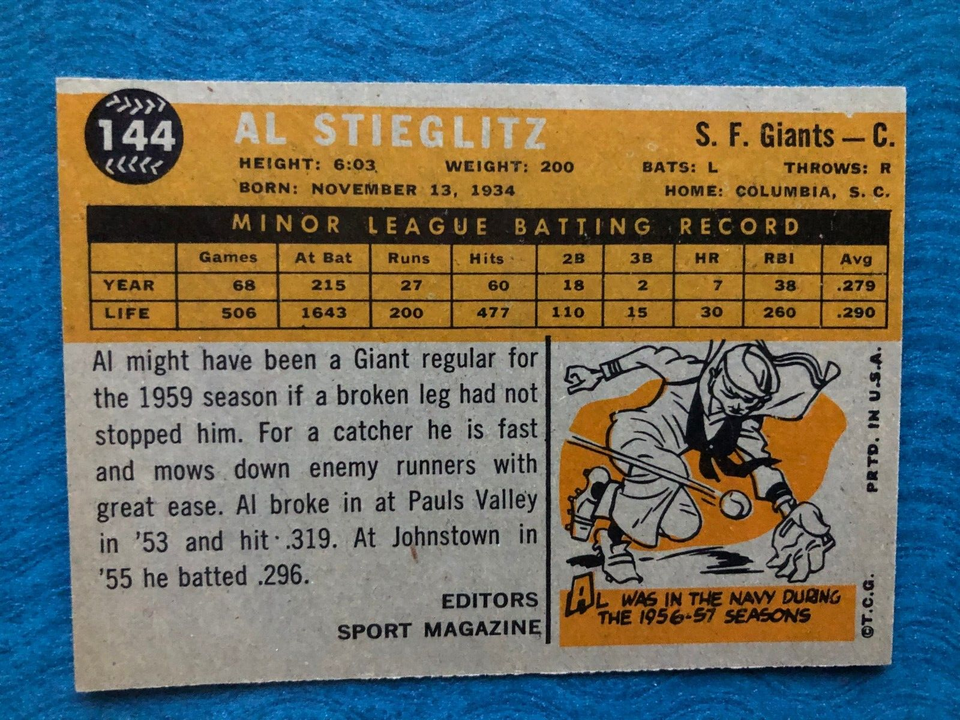 144
AL STIEGLITZ
S. F. Giants — C.
HEIGHT: 6:03 WEIGHT: 200 BATS: L THROWS: R
BORN: NOVEMBER 13, 1934 HOME: COLUMBIA, S. C.
MINOR LEAGUE BATTING RECORD
Games At Bat Runs Hits 2B 3B HR RBI Avg
YEAR 68 215 27 60 18 2 7 38 .279
LIFE 506 1643 200 477 110 15 30 260 .290
Al might have been a Giant regular for
the 1959 season if a broken leg had not
stopped him. For a catcher he is fast
and mows down enemy runners with
great ease. Al broke in at Pauls Valley
in '53 and hit .319. At Johnstown in
'55 he batted .296.
EDITORS
SPORT MAGAZINE
AL WAS IN THE NAVY DURING
THE 1956-57 SEASONS
©T.C.G. PRTD. IN U.S.A.